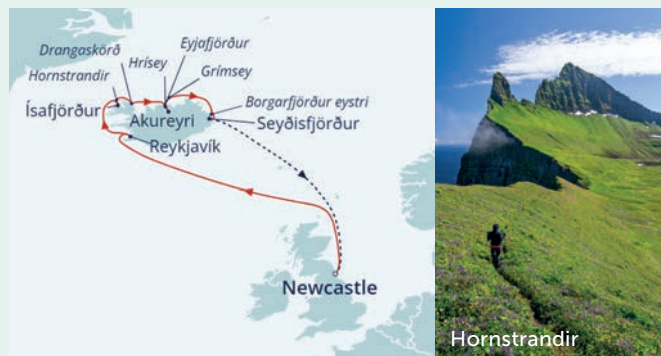 Drangaskörð
Hornstrandir
Ísafjörður
Hrísey
Eyjafjörður
Grímsey
Akureyri
Reykjavík
Borgarfjörður eystri
Seyðisfjörður
Newcastle
Hornstrandir